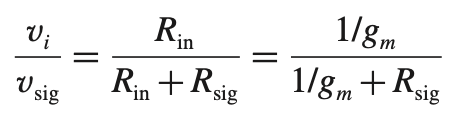 v_i / v_sig = R_in / (R_in + R_sig) = (1/g_m) / (1/g_m + R_sig)